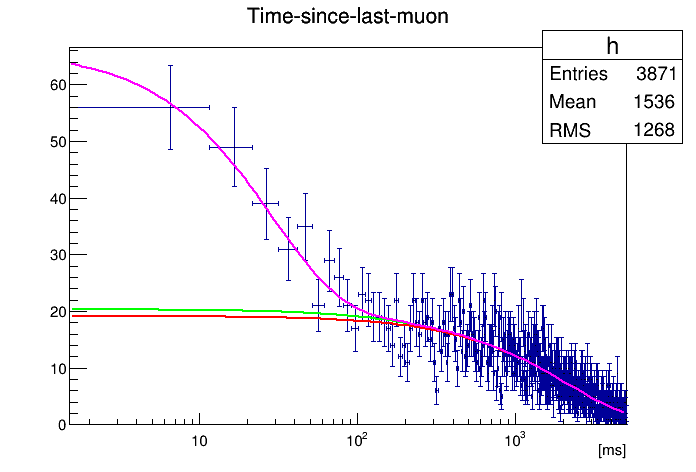 Time-since-last-muon
h
Entries 3871
Mean 1536
RMS 1268
60
50
40
30
20
10
0
10 10² 10³
[ms]